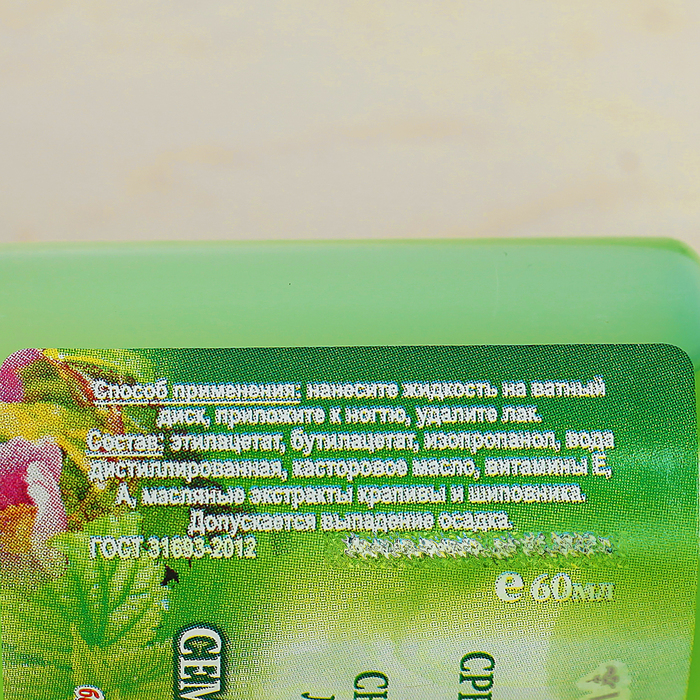 Способ применения: нанесите жидкость на ватный
диск, приложите к ногтю, удалите лак.
Состав: этилацетат, бутилацетат, изопропанол, вода
дистиллированная, касторовое масло, витамины Е,
А, масляные экстракты крапивы и шиповника.
Допускается выпадение осадка.
ГОСТ 31693-2012
e 60мл